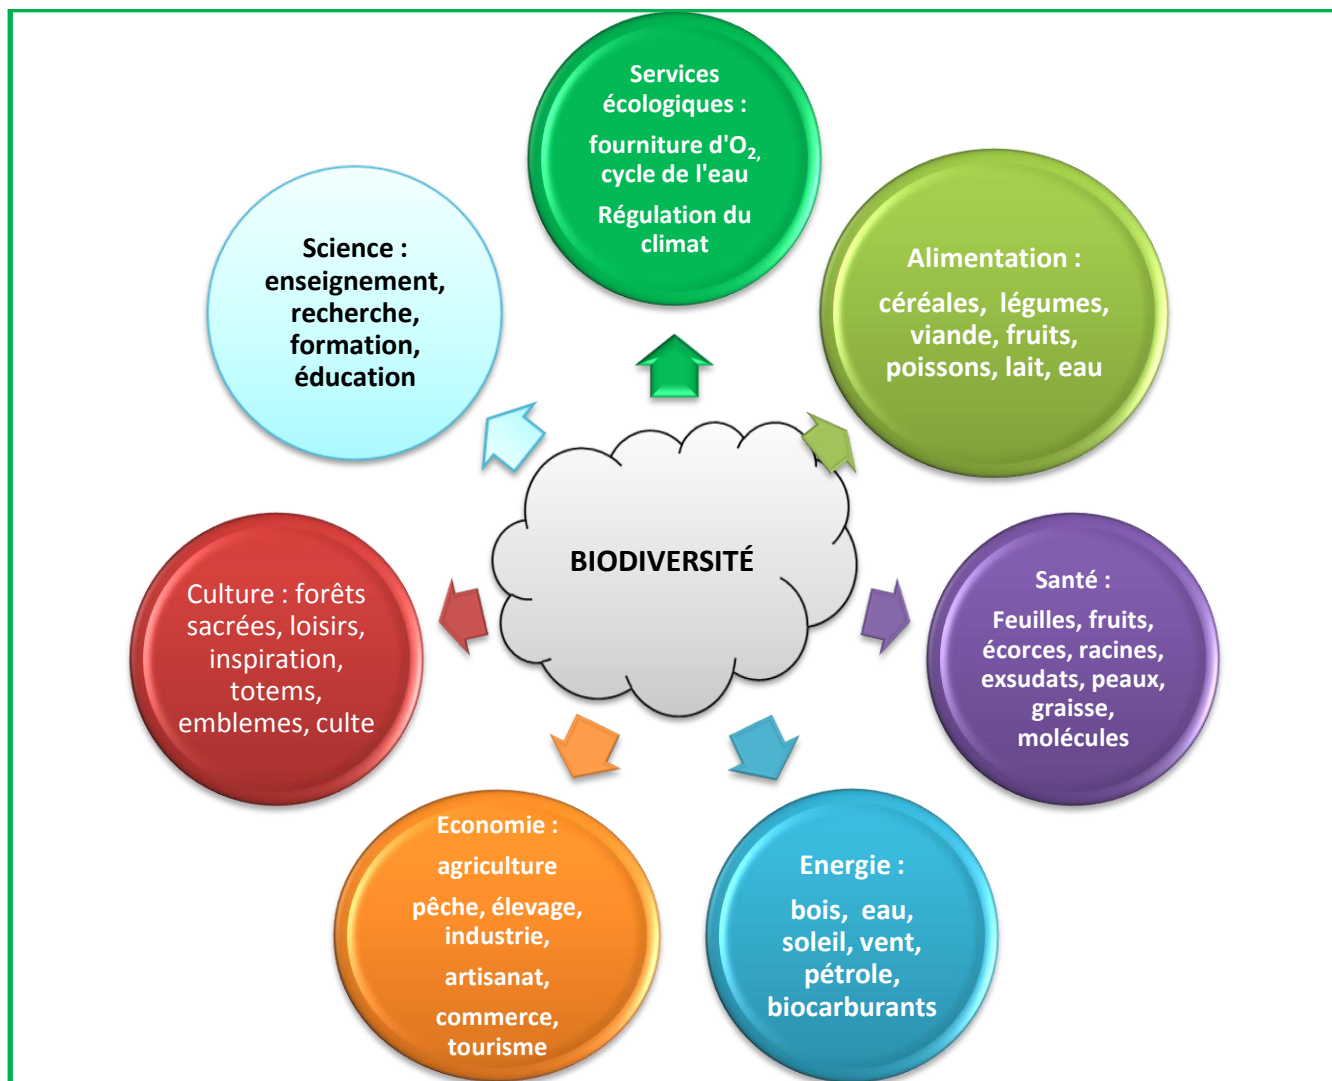 Services
écologiques :
fourniture d'O2,
cycle de l'eau
Régulation du
climat
Alimentation :
céréales, légumes,
viande, fruits,
poissons, lait, eau
Santé :
Feuilles, fruits,
écorces, racines,
exsudats, peaux,
graisse,
molécules
Energie :
bois, eau,
soleil, vent,
pétrole,
biocarburants
Economie :
agriculture
pêche, élevage,
industrie,
artisanat,
commerce,
tourisme
Culture : forêts
sacrées, loisirs,
inspiration,
totems,
emblemes, culte
Science :
enseignement,
recherche,
formation,
éducation
BIODIVERSITÉ